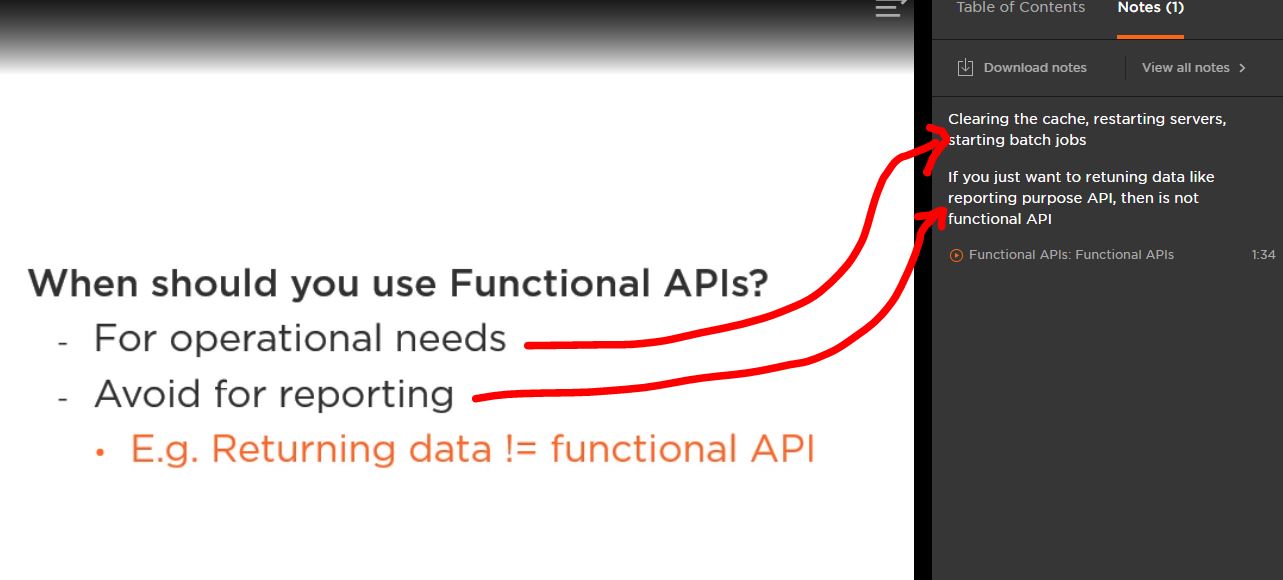 Table of Contents
Notes (1)
Download notes
View all notes
Clearing the cache, restarting servers,
starting batch jobs
If you just want to retuning data like
reporting purpose API, then is not
functional API
Functional APIs: Functional APIs
1:34
When should you use Functional APIs?
- For operational needs
- Avoid for reporting
• E.g. Returning data != functional API